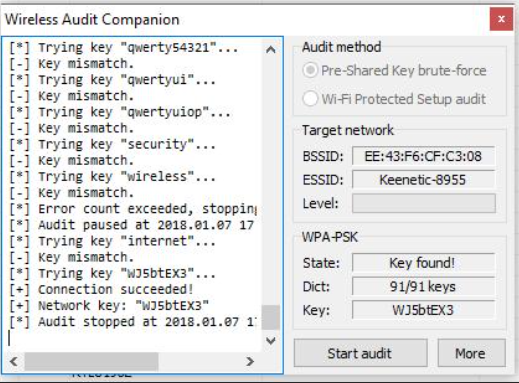 Wireless Audit Companion
[*] Trying key "qwerty54321"...
[-] Key mismatch.
[*] Trying key "qwertyui"...
[-] Key mismatch.
[*] Trying key "qwertyuiop"...
[-] Key mismatch.
[*] Trying key "security"...
[-] Key mismatch.
[*] Trying key "wireless"...
[-] Key mismatch.
[*] Error count exceeded, stopping
[*] Audit paused at 2018.01.07 17
[*] Trying key "internet"...
[-] Key mismatch.
[*] Trying key "WJ5btEX3"...
[+] Connection succeeded!
[+] Network key: "WJ5btEX3"
[*] Audit stopped at 2018.01.07 1
Audit method
Pre-Shared Key brute-force
Wi-Fi Protected Setup audit
Target network
BSSID: EE:43:F6:CF:C3:08
ESSID: Keenetic-8955
Level:
WPA-PSK
State: Key found!
Dict: 91/91 keys
Key: WJ5btEX3
Start audit More